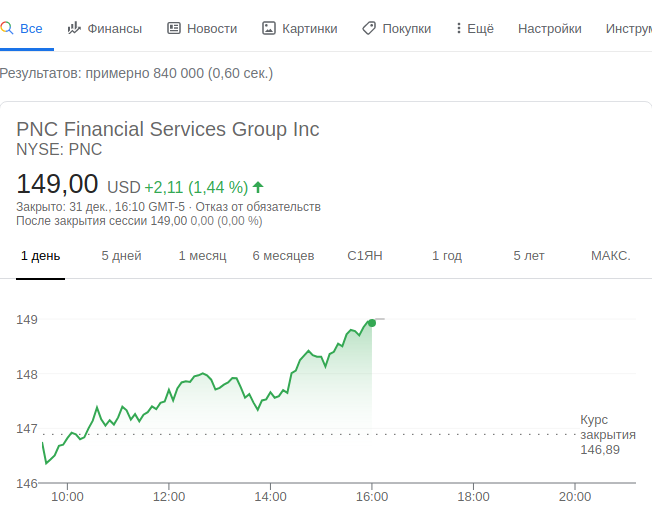 Все Финансы Новости Картинки Покупки Ещё Настройки
Результатов: примерно 840 000 (0,60 сек.)
PNC Financial Services Group Inc
NYSE: PNC
149,00 USD +2,11 (1,44 %)
Закрыто: 31 дек., 16:10 GMT-5 · Отказ от обязательств
После закрытия сессии 149,00 0,00 (0,00 %)
1 день 5 дней 1 месяц 6 месяцев С1ЯН 1 год 5 лет МАКС.
149
148
147
Курс
закрытия
146,89
146
10:00 12:00 14:00 16:00 18:00 20:00